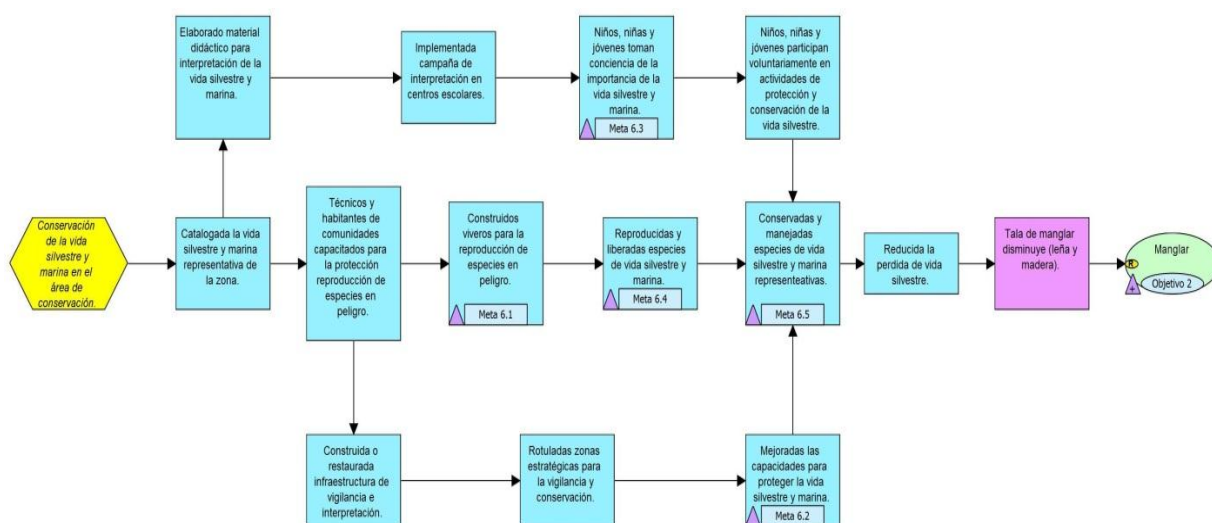 Elaborado material
didáctico para
interpretación de la
vida silvestre y
marina.
Implementada
campaña de
interpretación en
centros escolares.
Niños, niñas y
jóvenes toman
conciencia de la
importancia de la
vida silvestre y
marina.
Meta 6.3
Niños, niñas y
jóvenes participan
voluntariamente en
actividades de
protección y
conservación de la
vida silvestre.
Conservación
de la vida
silvestre y
marina en el
área de
conservación.
Catalogada la vida
silvestre y marina
representativa de
la zona.
Técnicos y
habitantes de
comunidades
capacitados para
la protección
reproducción de
especies en
peligro.
Construidos
viveros para la
reproducción de
especies en
peligro.
Meta 6.1
Reproducidas y
liberadas especies
de vida silvestre y
marina.
Meta 6.4
Conservadas y
manejadas
especies de vida
silvestre y marina
representeativas.
Meta 6.5
Reducida la
perdida de vida
silvestre.
Tala de manglar
disminuye (leña y
madera).
Manglar
R
+
Objetivo 2
Construida o
restaurada
infraestructura de
vigilancia e
interpretación.
Rotuladas zonas
estratégicas para
la vigilancia y
conservación.
Mejoradas las
capacidades para
proteger la vida
silvestre y marina.
Meta 6.2